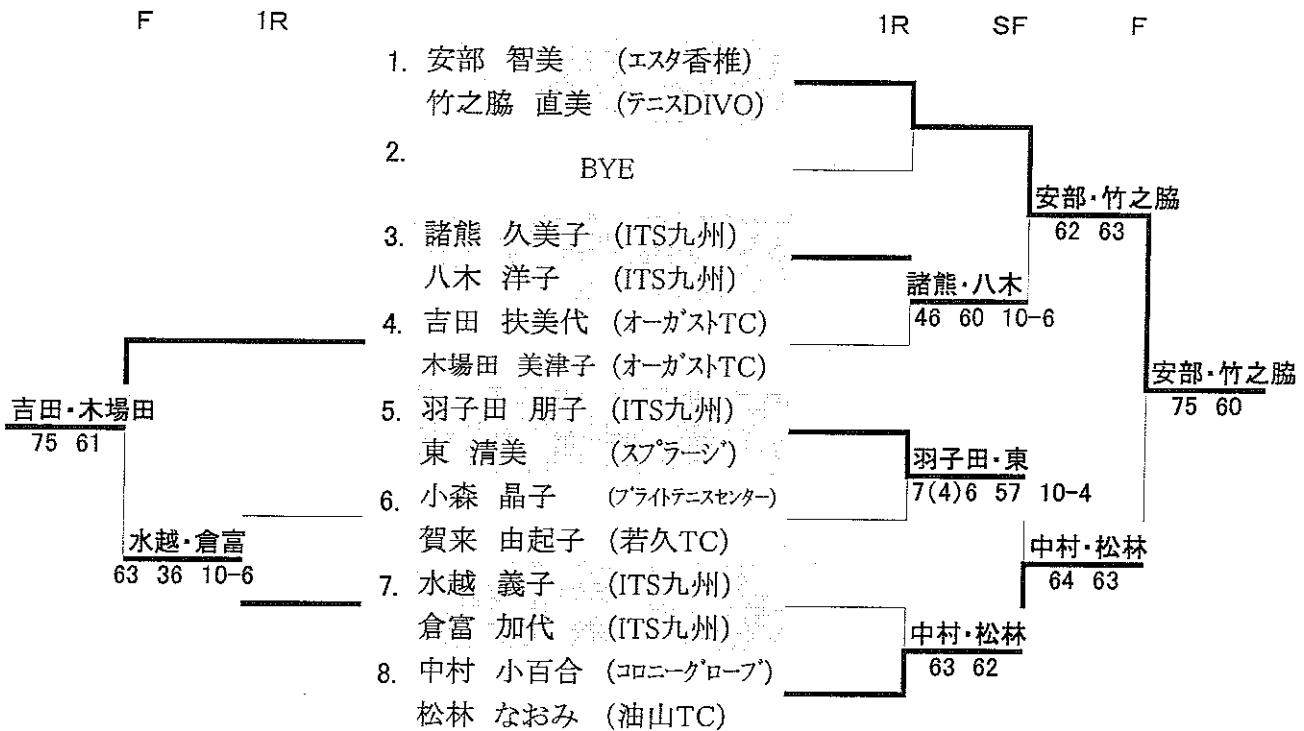 F 1R 1R SF F
1. 安部 智美 (エスタ香椎)
竹之脇 直美 (テニスDIVO)
2. BYE
安部・竹之脇
62 63
3. 諸熊 久美子 (ITS九州)
八木 洋子 (ITS九州)
諸熊・八木
46 60 10-6
4. 吉田 扶美代 (オーガストTC)
木場田 美津子 (オーガストTC)
安部・竹之脇
75 60
吉田・木場田
75 61
5. 羽子田 朋子 (ITS九州)
東 清美 (スプラージ)
羽子田・東
7(4)6 57 10-4
6. 小森 晶子 (ブライトテニスセンター)
賀来 由起子 (若久TC)
水越・倉富
63 36 10-6
中村・松林
64 63
7. 水越 義子 (ITS九州)
倉富 加代 (ITS九州)
中村・松林
63 62
8. 中村 小百合 (コロニーグローブ)
松林 なおみ (油山TC)